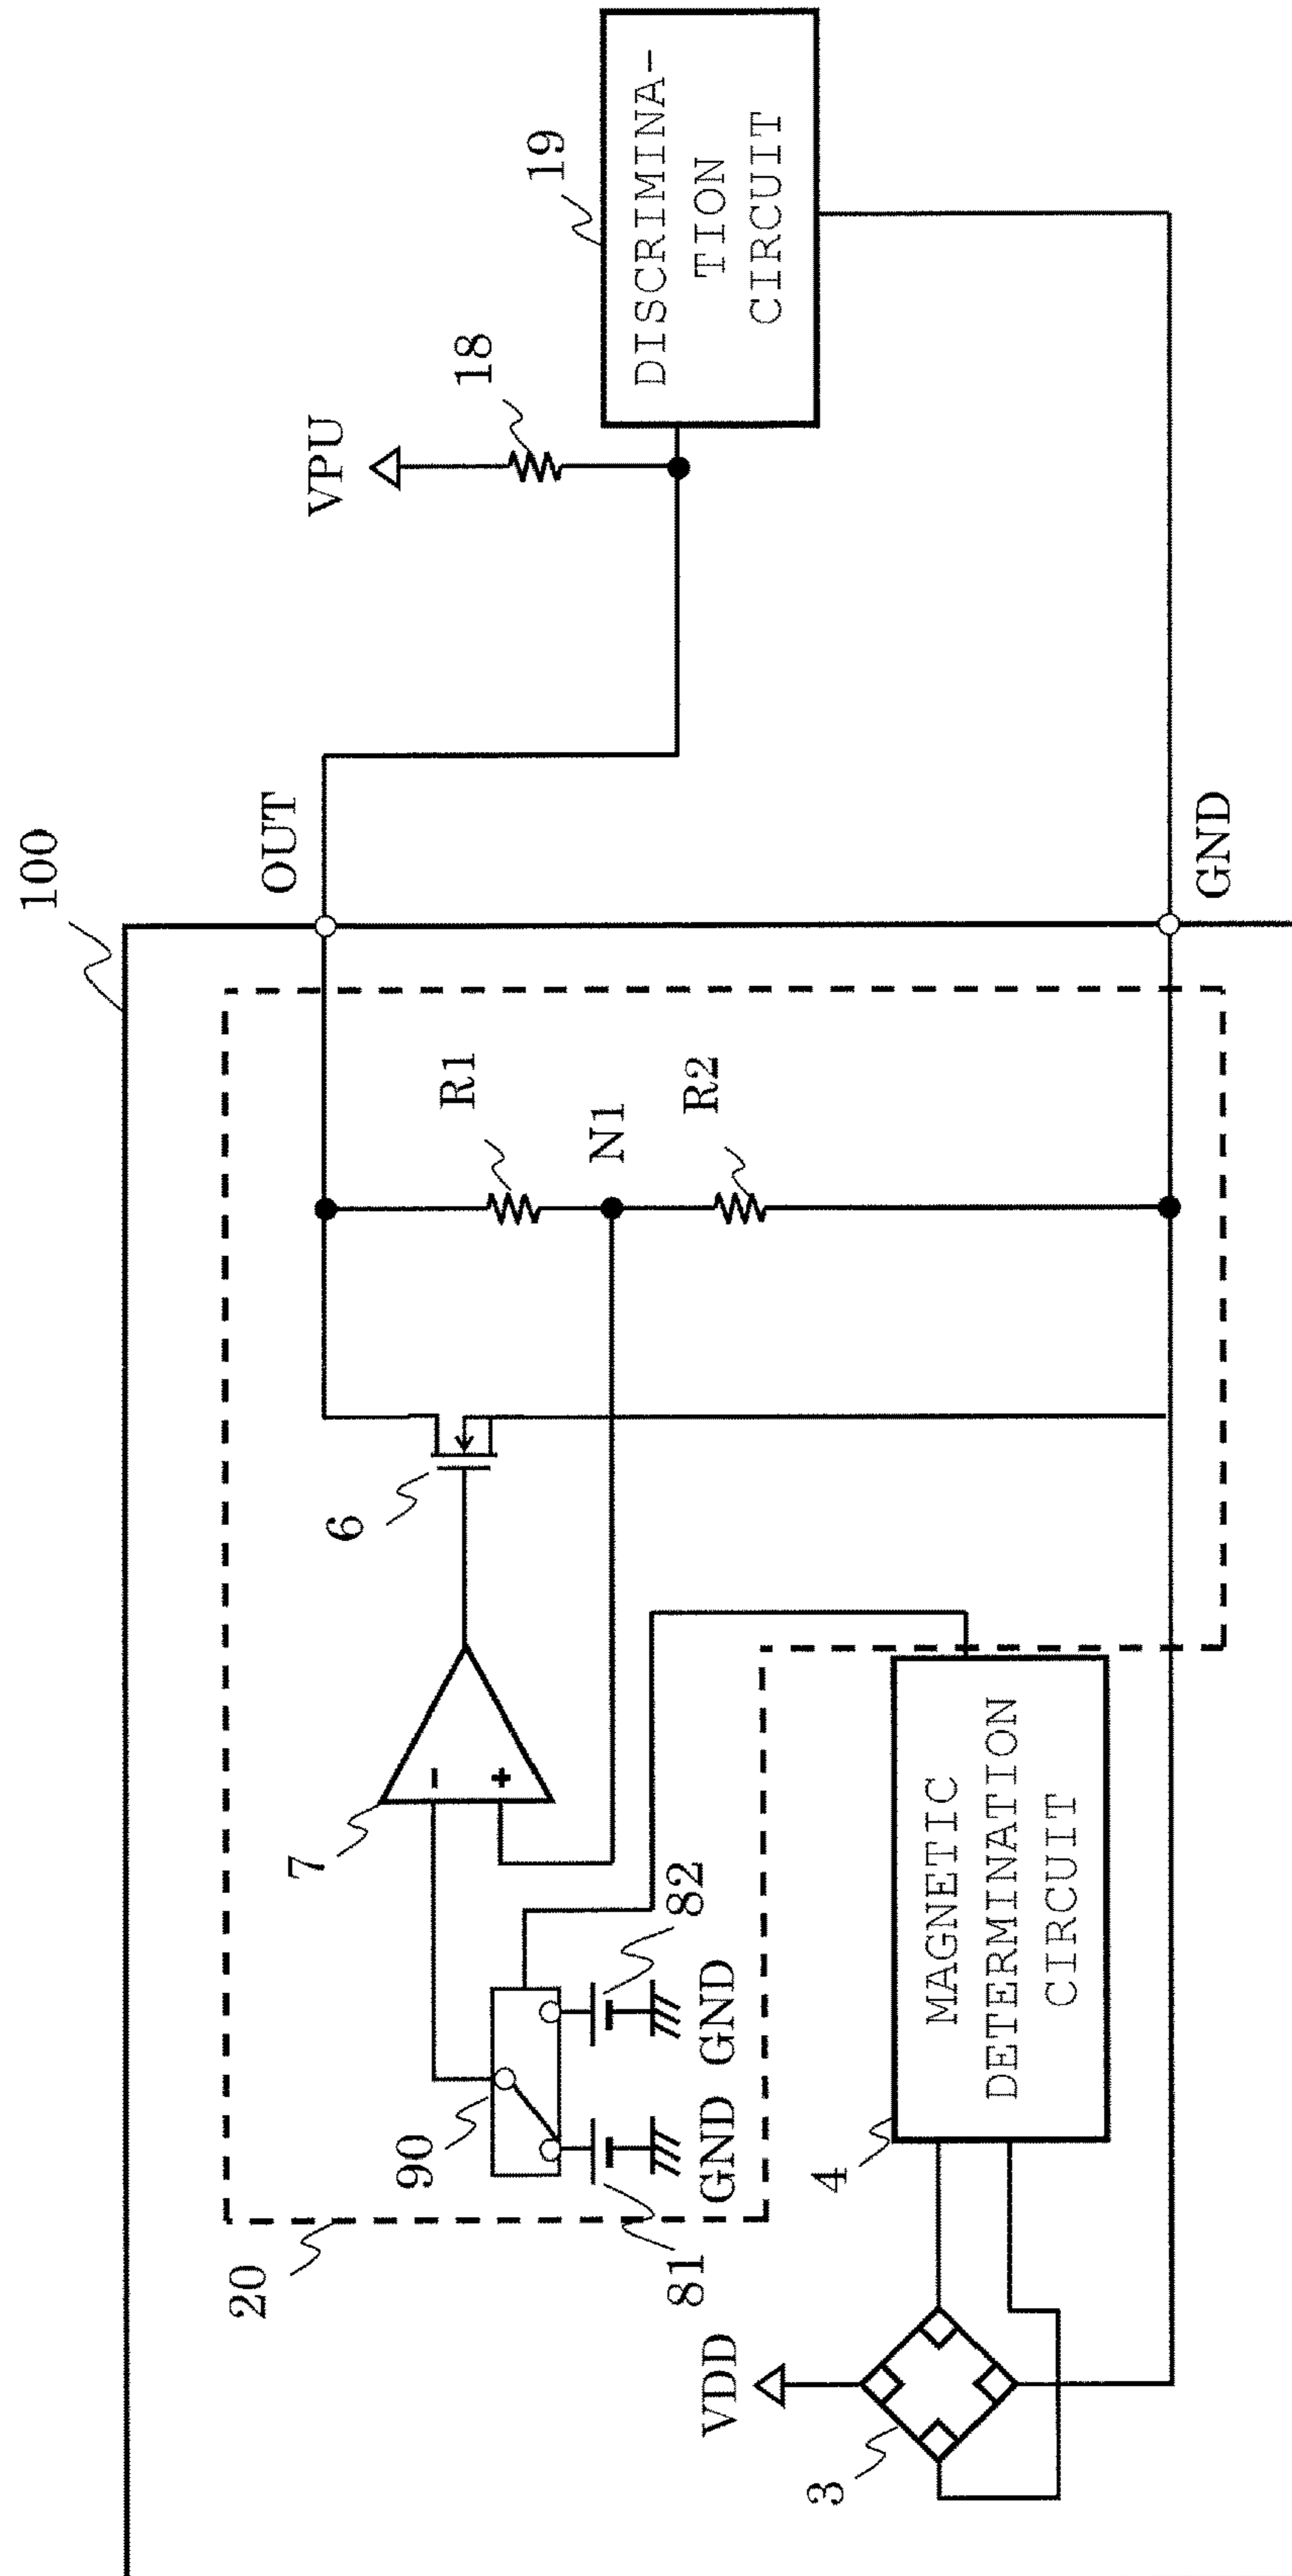 100
OUT
VPU
18
19
DISCRIMINA-
TION
CIRCUIT
20
7
-
+
6
R1
N1
R2
90
81
82
GND
GND
VDD
3
4
MAGNETIC
DETERMINATION
CIRCUIT
GND